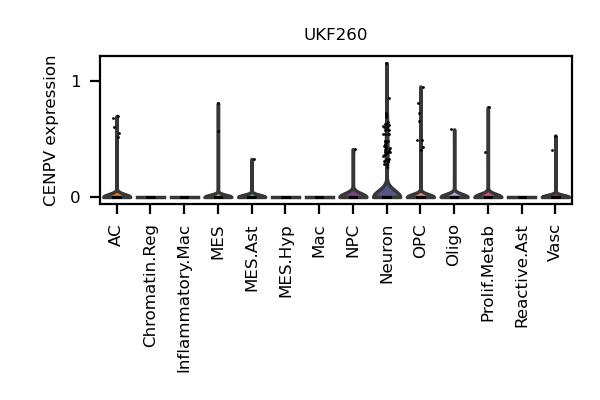 UKF260
CENPV expression
1
0
AC
Chromatin.Reg
Inflammatory.Mac
MES
MES.Ast
MES.Hyp
Mac
NPC
Neuron
OPC
Oligo
Prolif.Metab
Reactive.Ast
Vasc